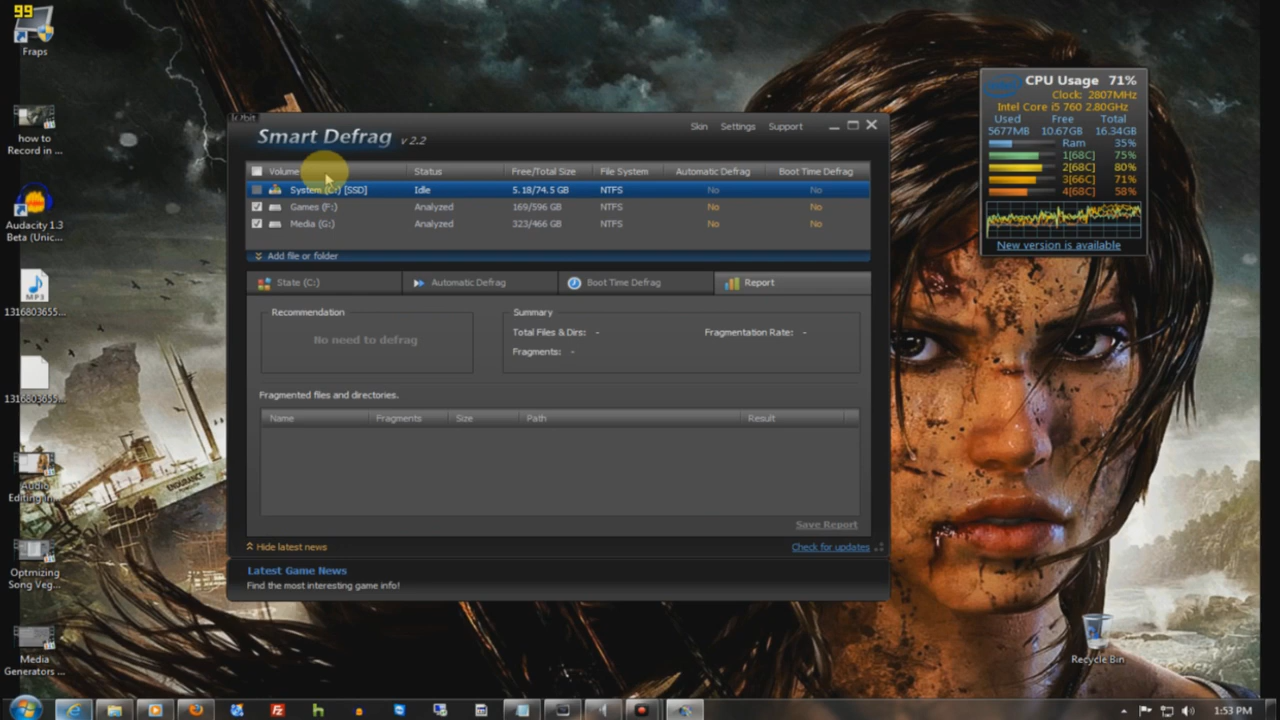 99
Fraps
how to
Record in ...
Audacity 1.3
Beta (Unic...
MP3
1316803655...
1316803655...
Audio
Editing in...
Optmizing
Song Veg...
Media
Generators ...
IObit
Smart Defrag v 2.2
Skin Settings Support
Volume Status Free/Total Size File System Automatic Defrag Boot Time Defrag
System (C:) [SSD] Idle 5.18/74.5 GB NTFS No No
Games (F:) Analyzed 169/596 GB NTFS No No
Media (G:) Analyzed 323/466 GB NTFS No No
Add file or folder
State (C:) Automatic Defrag Boot Time Defrag Report
Recommendation
No need to defrag
Summary
Total Files & Dirs: - Fragmentation Rate: -
Fragments: -
Fragmented files and directories.
Name Fragments Size Path Result
Save Report
Hide latest news
Check for updates
Latest Game News
Find the most interesting game info!
CPU Usage 71%
Clock: 2807MHz
Intel Core i5 760 2.80GHz
Used Free Total
5677MB 10.67GB 16.34GB
Ram 35%
1[68C] 75%
2[68C] 80%
3[66C] 71%
4[68C] 58%
New version is available
ENDURANCE
Recycle Bin
1:53 PM